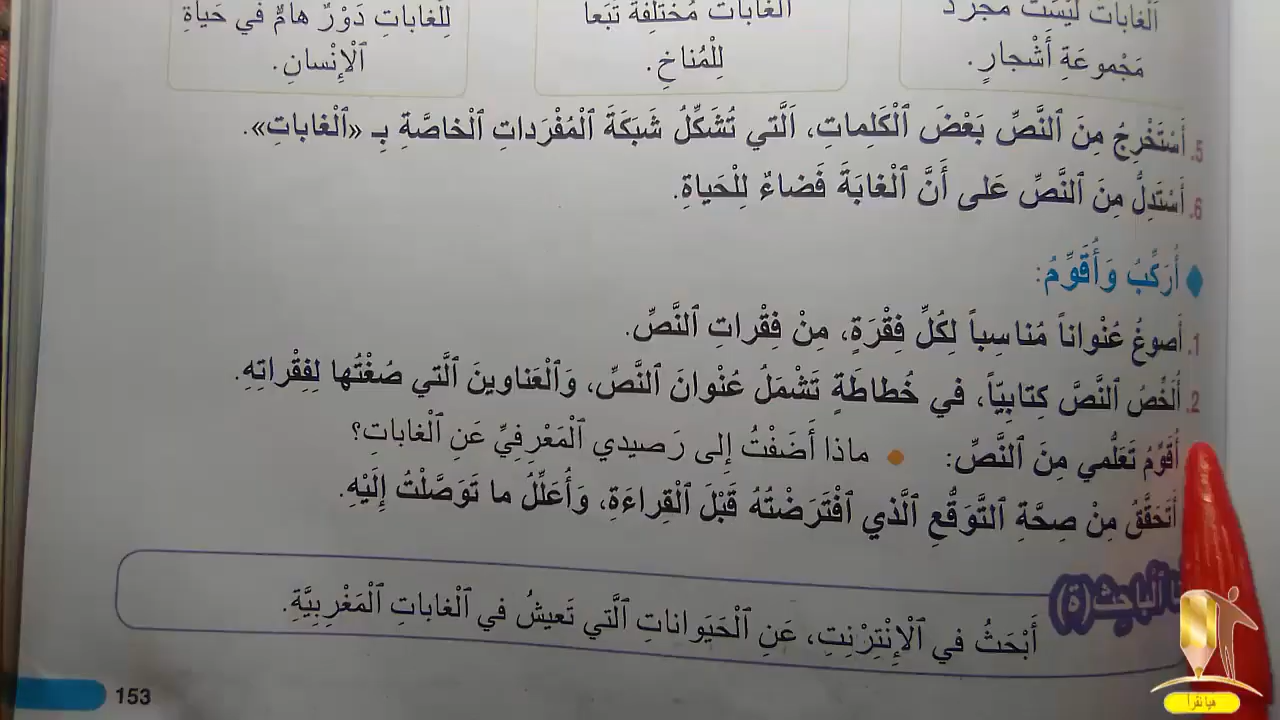 اَلْغاباتُ لَيْسَتْ مُجَرَّدَ
مَجْموعَةِ أَشْجارٍ.
اَلْغاباتُ مُخْتَلِفَةٌ تَبَعاً
لِلْمُناخِ.
لِلْغاباتِ دَوْرٌ هامٌّ في حَياةِ
ٱلْإِنْسانِ.
5. أَسْتَخْرِجُ مِنَ ٱلنَّصِّ بَعْضَ ٱلْكَلِماتِ، اَلَّتي تُشَكِّلُ شَبَكَةَ ٱلْمُفْرَداتِ ٱلْخاصَّةِ بِـ «ٱلْغاباتِ».
6. أَسْتَدِلُّ مِنَ ٱلنَّصِّ عَلى أَنَّ ٱلْغابَةَ فَضاءٌ لِلْحَياةِ.
أُرَكِّبُ وَأُقَوِّمُ:
1. أَصوغُ عُنْواناً مُناسِباً لِكُلِّ فِقْرَةٍ، مِنْ فِقْراتِ ٱلنَّصِّ.
2. أُلَخِّصُ ٱلنَّصَّ كِتابِيّاً، في خُطاطَةٍ تَشْمَلُ عُنْوانَ ٱلنَّصِّ، وَٱلْعَناوينَ ٱلَّتي صُغْتُها لِفِقْراتِهِ.
أُقَوِّمُ تَعَلُّمي مِنَ ٱلنَّصِّ: ● ماذا أَضَفْتُ إِلى رَصيدي ٱلْمَعْرِفِيِّ عَنِ ٱلْغاباتِ؟
أَتَحَقَّقُ مِنْ صِحَّةِ ٱلتَّوَقُّعِ ٱلَّذي ٱفْتَرَضْتُهُ قَبْلَ ٱلْقِراءَةِ، وَأُعَلِّلُ ما تَوَصَّلْتُ إِلَيْهِ.
ٱلْباحِثُ(ة)
أَبْحَثُ في ٱلْإِنْتِرْنِتِ، عَنِ ٱلْحَيَواناتِ ٱلَّتي تَعيشُ في ٱلْغاباتِ ٱلْمَغْرِبِيَّةِ.
153
هيا نقرأ